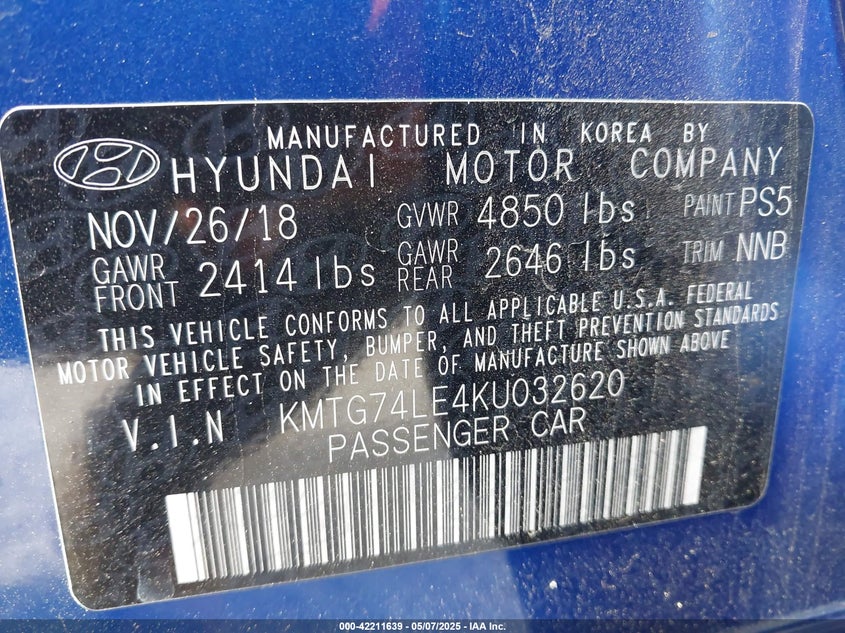 MANUFACTURED IN KOREA BY
HYUNDAI MOTOR COMPANY
NOV/26/18 GVWR 4850 lbs PAINT PS5
GAWR FRONT 2414 lbs GAWR REAR 2646 lbs TRIM NNB
THIS VEHICLE CONFORMS TO ALL APPLICABLE U.S.A. FEDERAL
MOTOR VEHICLE SAFETY, BUMPER, AND THEFT PREVENTION STANDARDS
IN EFFECT ON THE DATE OF MANUFACTURE SHOWN ABOVE
V.I.N KMTG74LE4KU032620
PASSENGER CAR
000-42211639 - 05/07/2025 - IAA Inc.